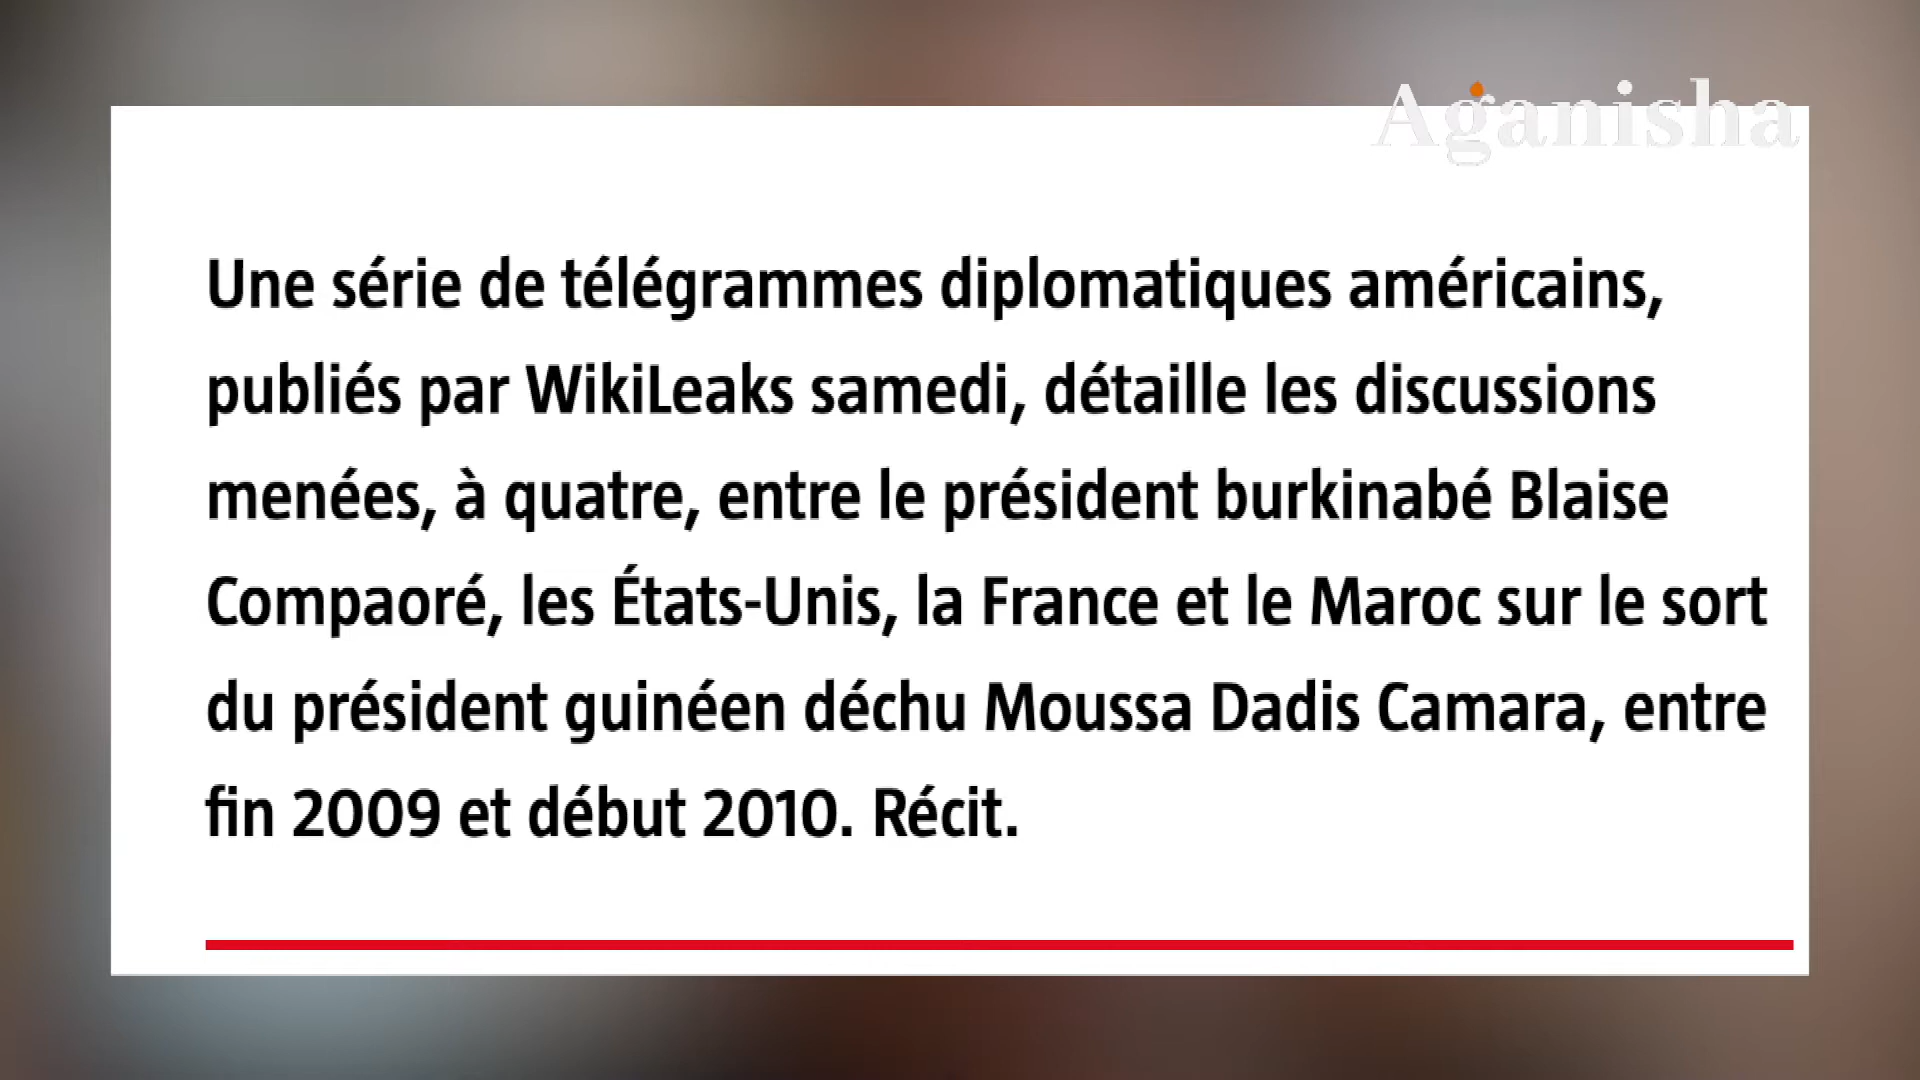 Aganisha
Une série de télégrammes diplomatiques américains,
publiés par WikiLeaks samedi, détaille les discussions
menées, à quatre, entre le président burkinabé Blaise
Compaoré, les États-Unis, la France et le Maroc sur le sort
du président guinéen déchu Moussa Dadis Camara, entre
fin 2009 et début 2010. Récit.